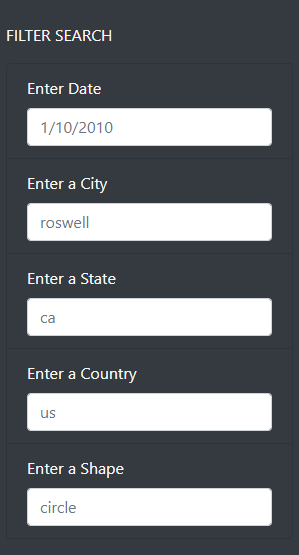 FILTER SEARCH
Enter Date
1/10/2010
Enter a City
roswell
Enter a State
ca
Enter a Country
us
Enter a Shape
circle